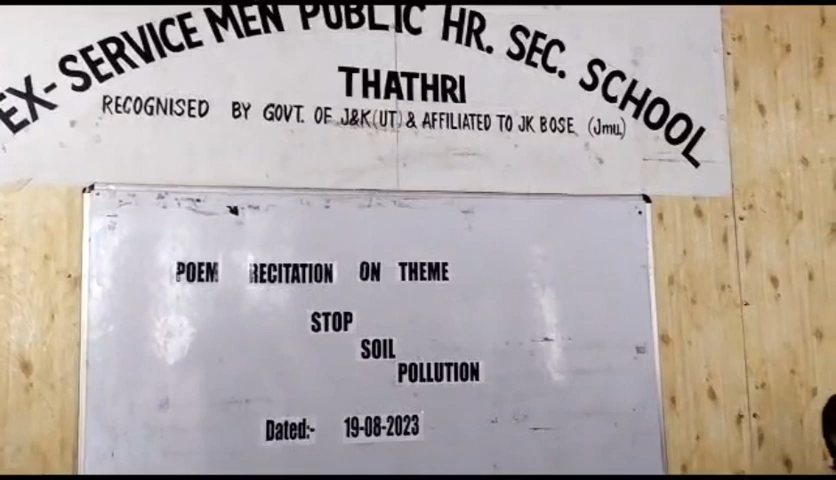 EX-SERVICE MEN PUBLIC HR. SEC. SCHOOL
THATHRI
RECOGNISED BY GOVT. OF J&K(UT) & AFFILIATED TO JK BOSE (Jmu)
POEM RECITATION ON THEME
STOP
SOIL
POLLUTION
Dated:- 19-08-2023